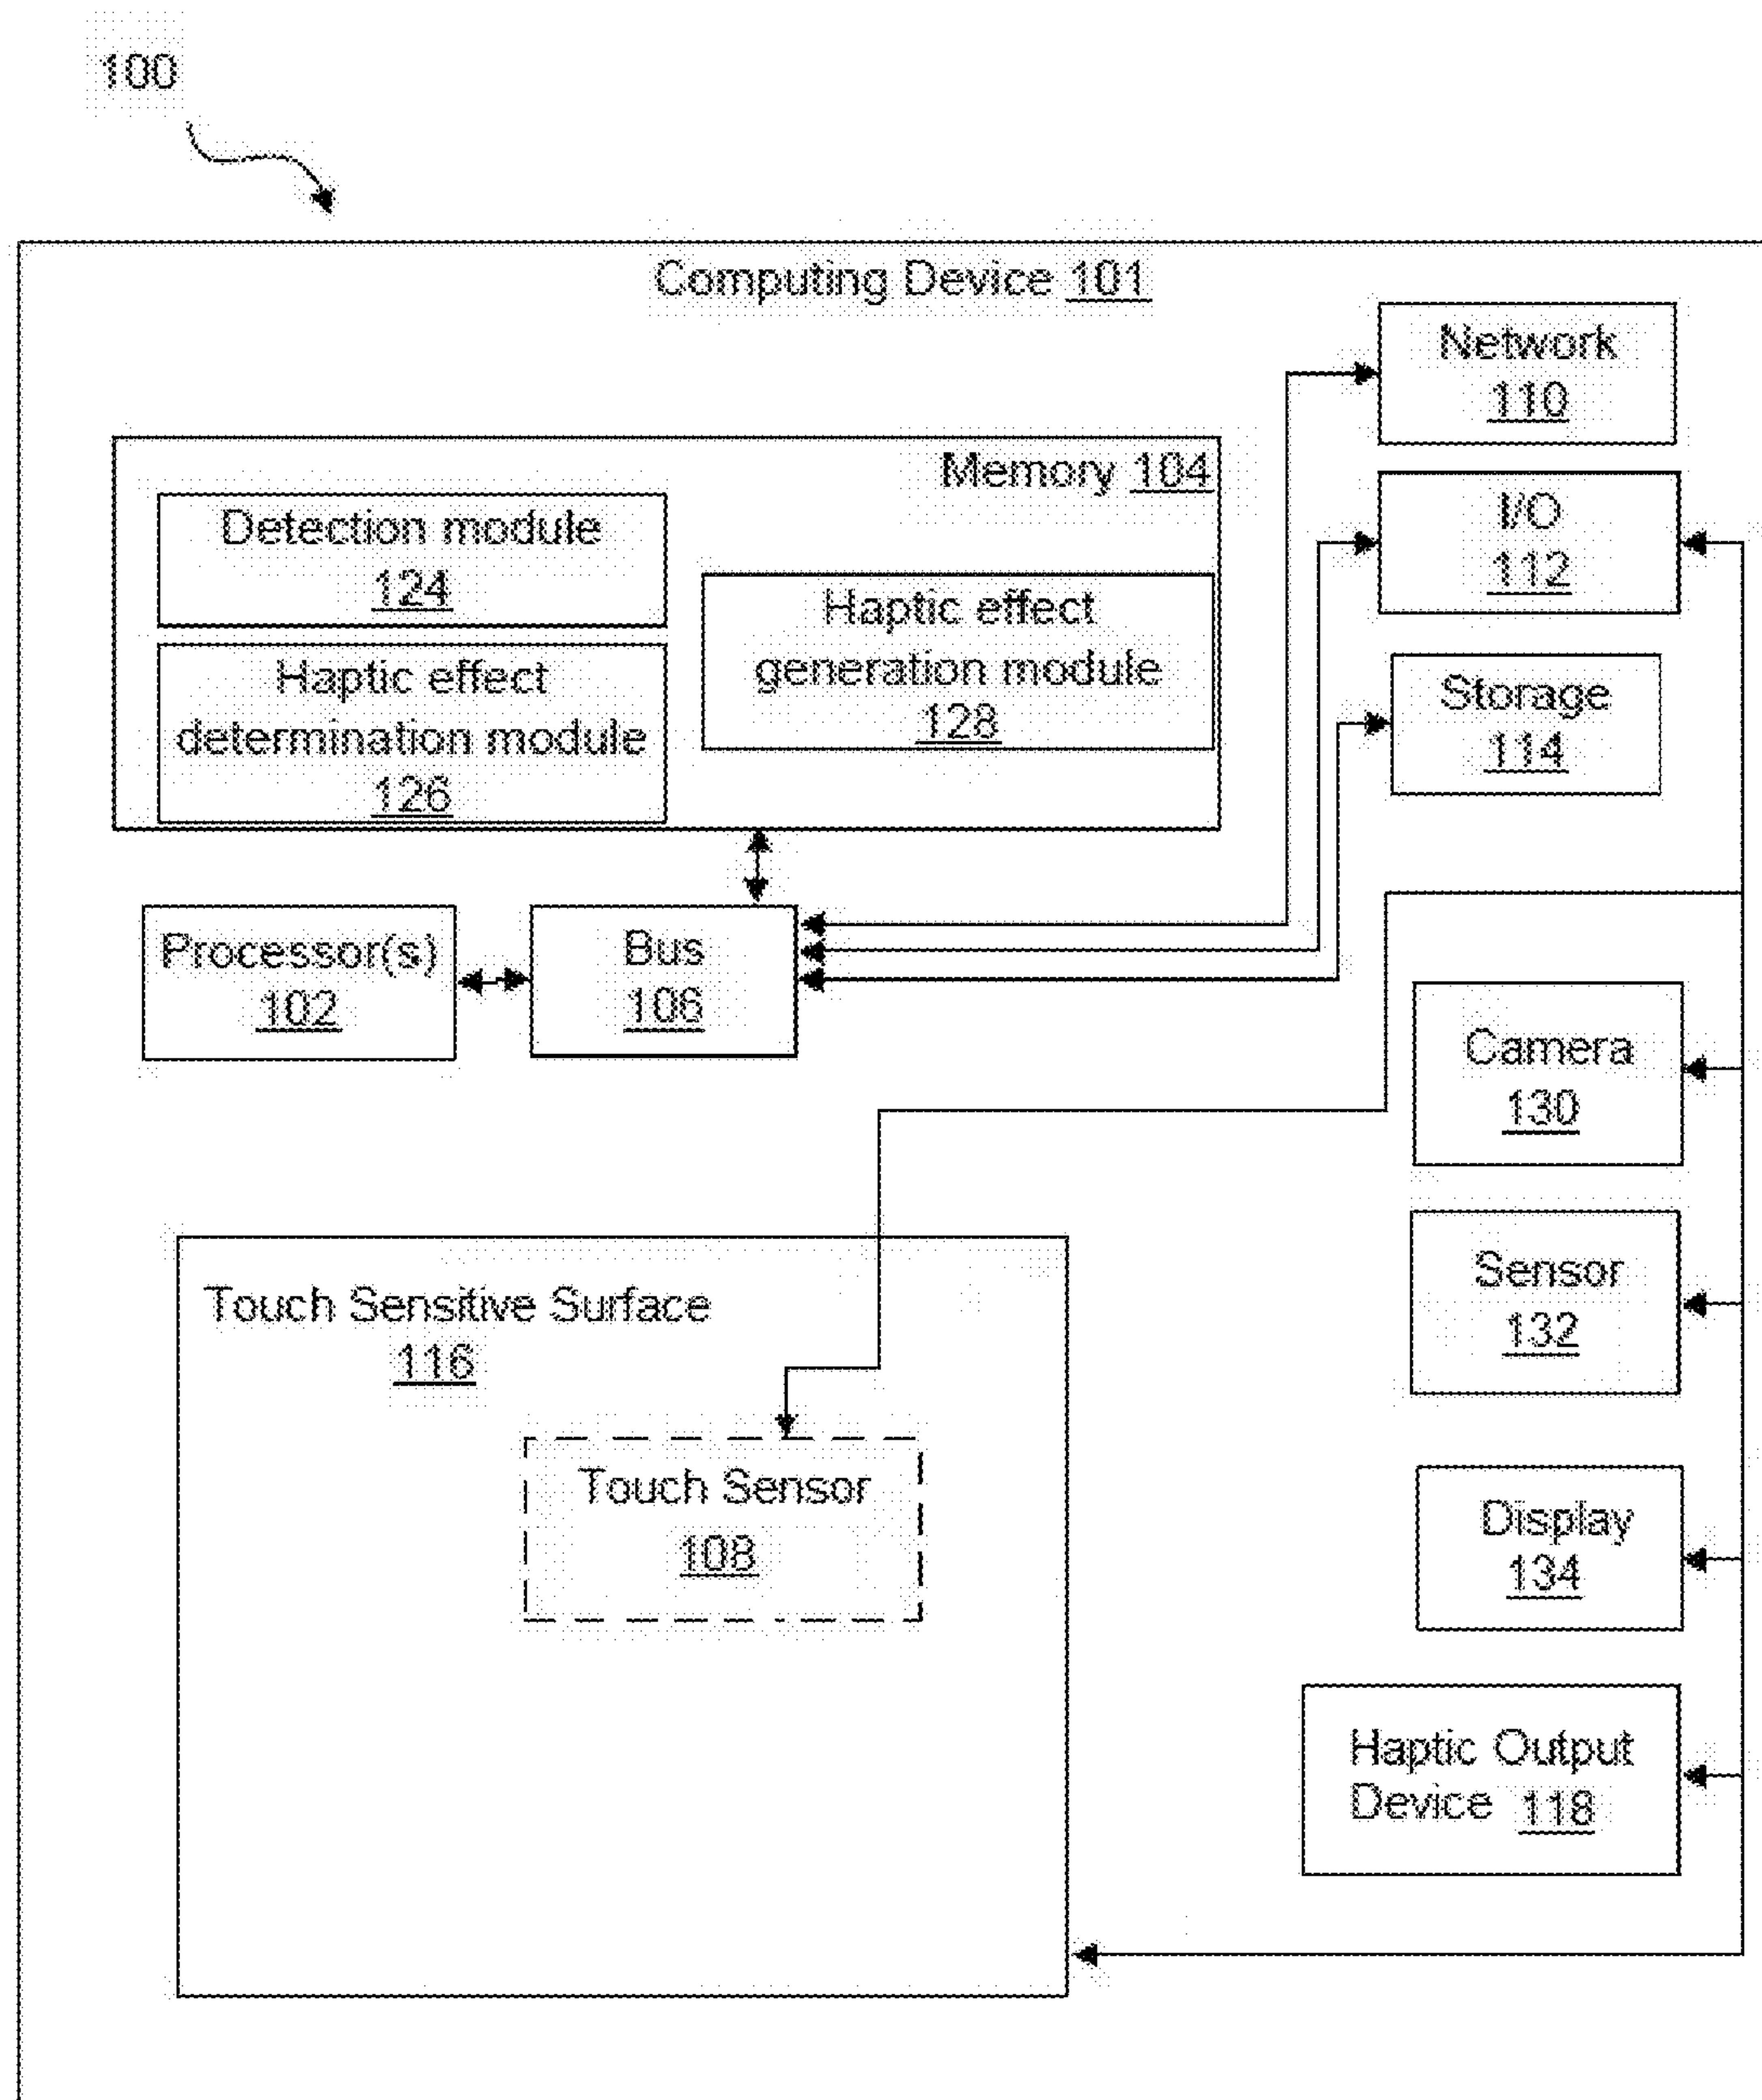 100
Computing Device 101
Network
110
Memory 104
I/O
112
Detection module
124
Haptic effect
generation module
128
Haptic effect
determination module
126
Storage
114
Processor(s)
102
Bus
106
Camera
130
Touch Sensitive Surface
116
Sensor
132
Touch Sensor
108
Display
134
Haptic Output
Device 118